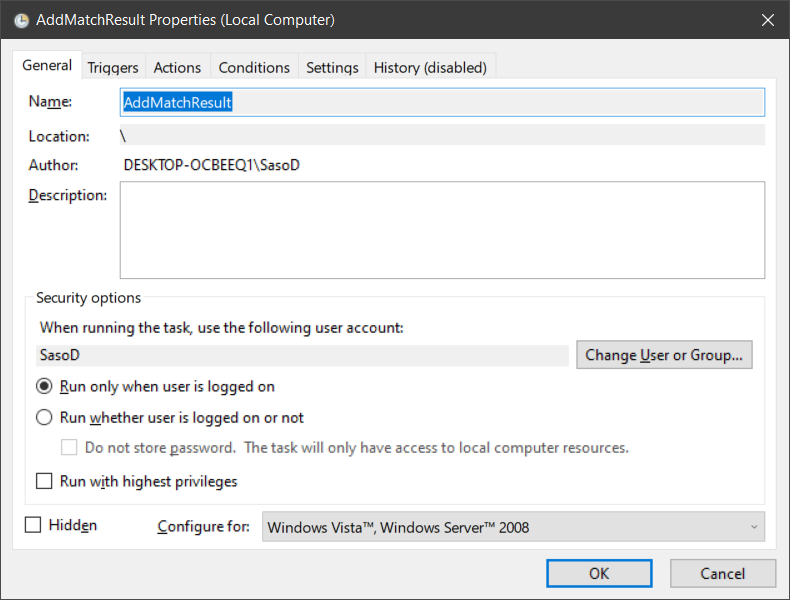 AddMatchResult Properties (Local Computer)
General Triggers Actions Conditions Settings History (disabled)
Name: AddMatchResult
Location: \
Author: DESKTOP-OCBEEQ1\SasoD
Description:
Security options
When running the task, use the following user account:
SasoD Change User or Group...
Run only when user is logged on
Run whether user is logged on or not
Do not store password. The task will only have access to local computer resources.
Run with highest privileges
Hidden Configure for: Windows Vista™, Windows Server™ 2008
OK Cancel